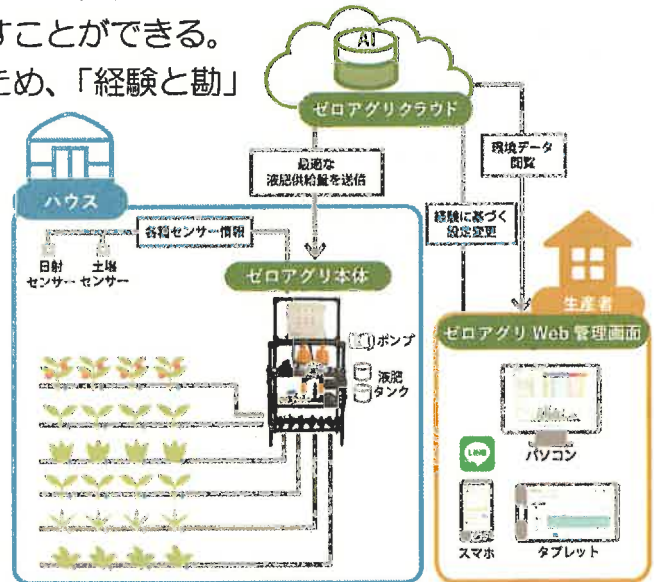 すことができる。
ため、「経験と勘」
AI
ゼロアグリクラウド
最適な
液肥供給量を送信
環境データ
閲覧
ハウス
各種センサー情報
経験に基づく
設定変更
日射
センサー
土壌
センサー
ゼロアグリ本体
生産者
ゼロアグリ Web 管理画面
ポンプ
液肥
タンク
LINE
パソコン
スマホ
タブレット